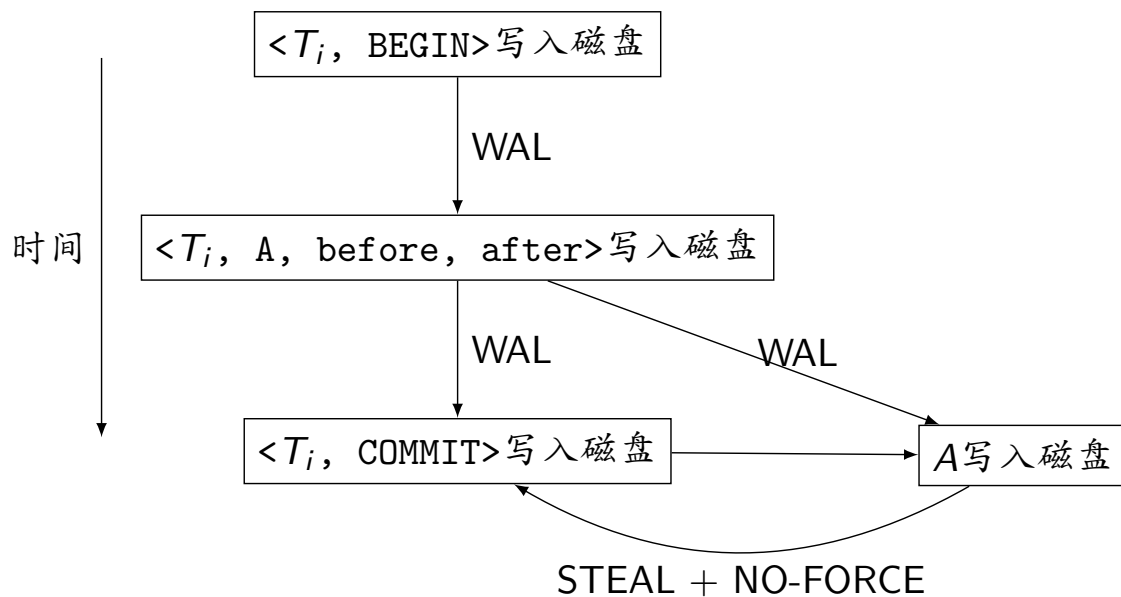 <Ti, BEGIN>写入磁盘
WAL
时间
<Ti, A, before, after>写入磁盘
WAL
WAL
<Ti, COMMIT>写入磁盘
A写入磁盘
STEAL + NO-FORCE